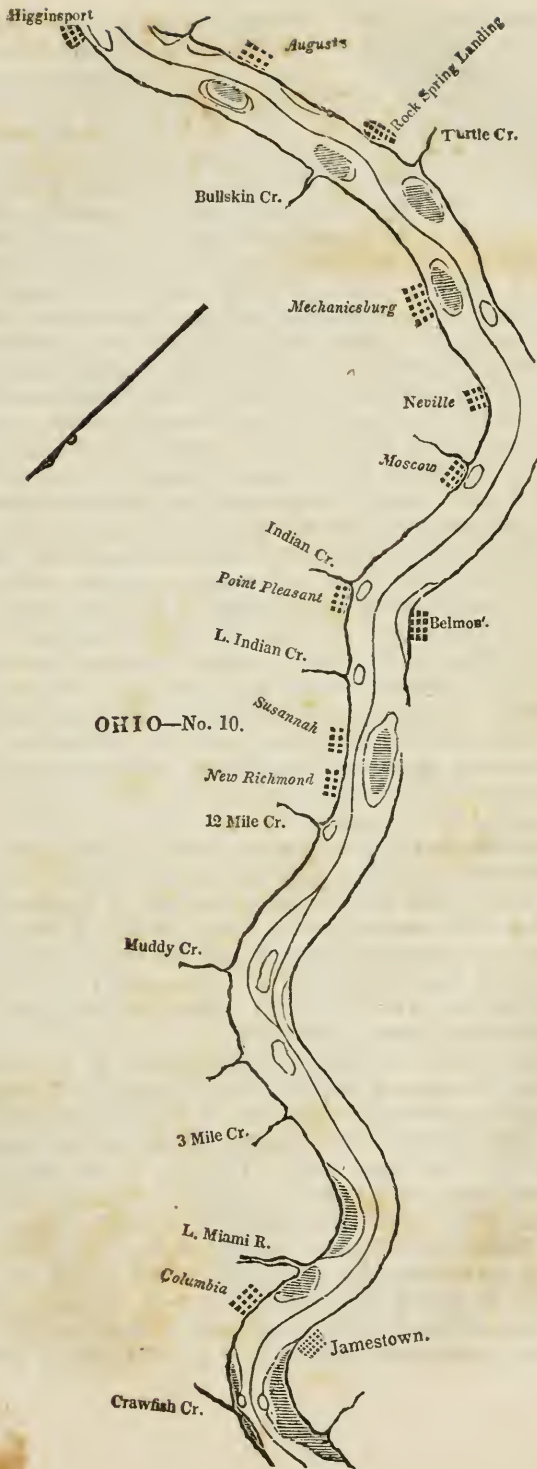 Higginsport
Augusta
Rock Spring Landing
Turtle Cr.
Bullskin Cr.
Mechanicsburg
Neville
Moscow
Indian Cr.
Point Pleasant
Belmont.
L. Indian Cr.
Susannah
OHIO—No. 10.
New Richmond
12 Mile Cr.
Muddy Cr.
3 Mile Cr.
L. Miami R.
Columbia
Jamestown.
Crawfish Cr.